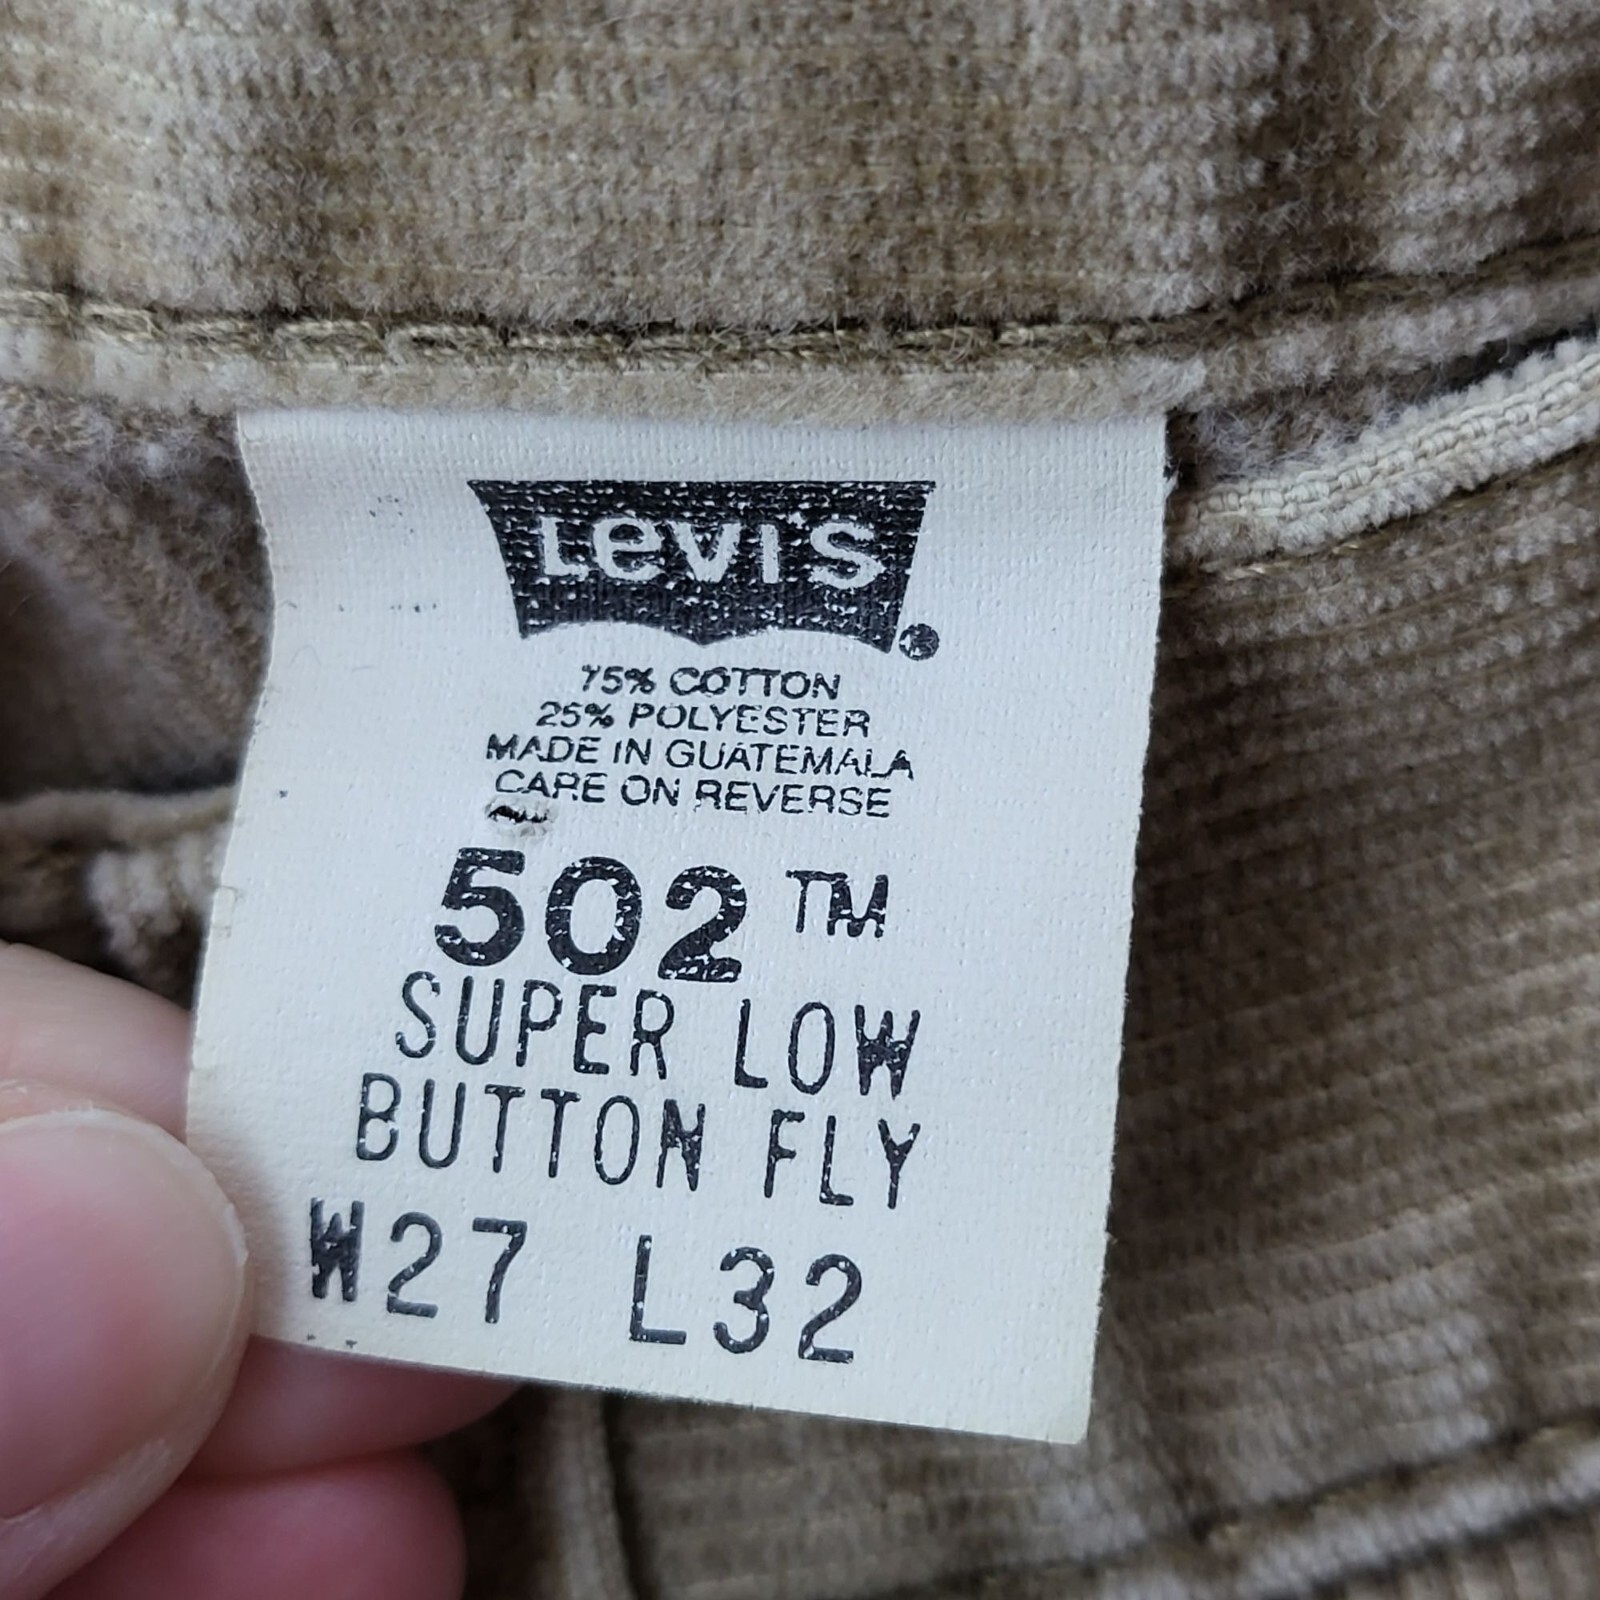 Levi's®
75% COTTON
25% POLYESTER
MADE IN GUATEMALA
CARE ON REVERSE
502™
SUPER LOW
BUTTON FLY
W27 L32